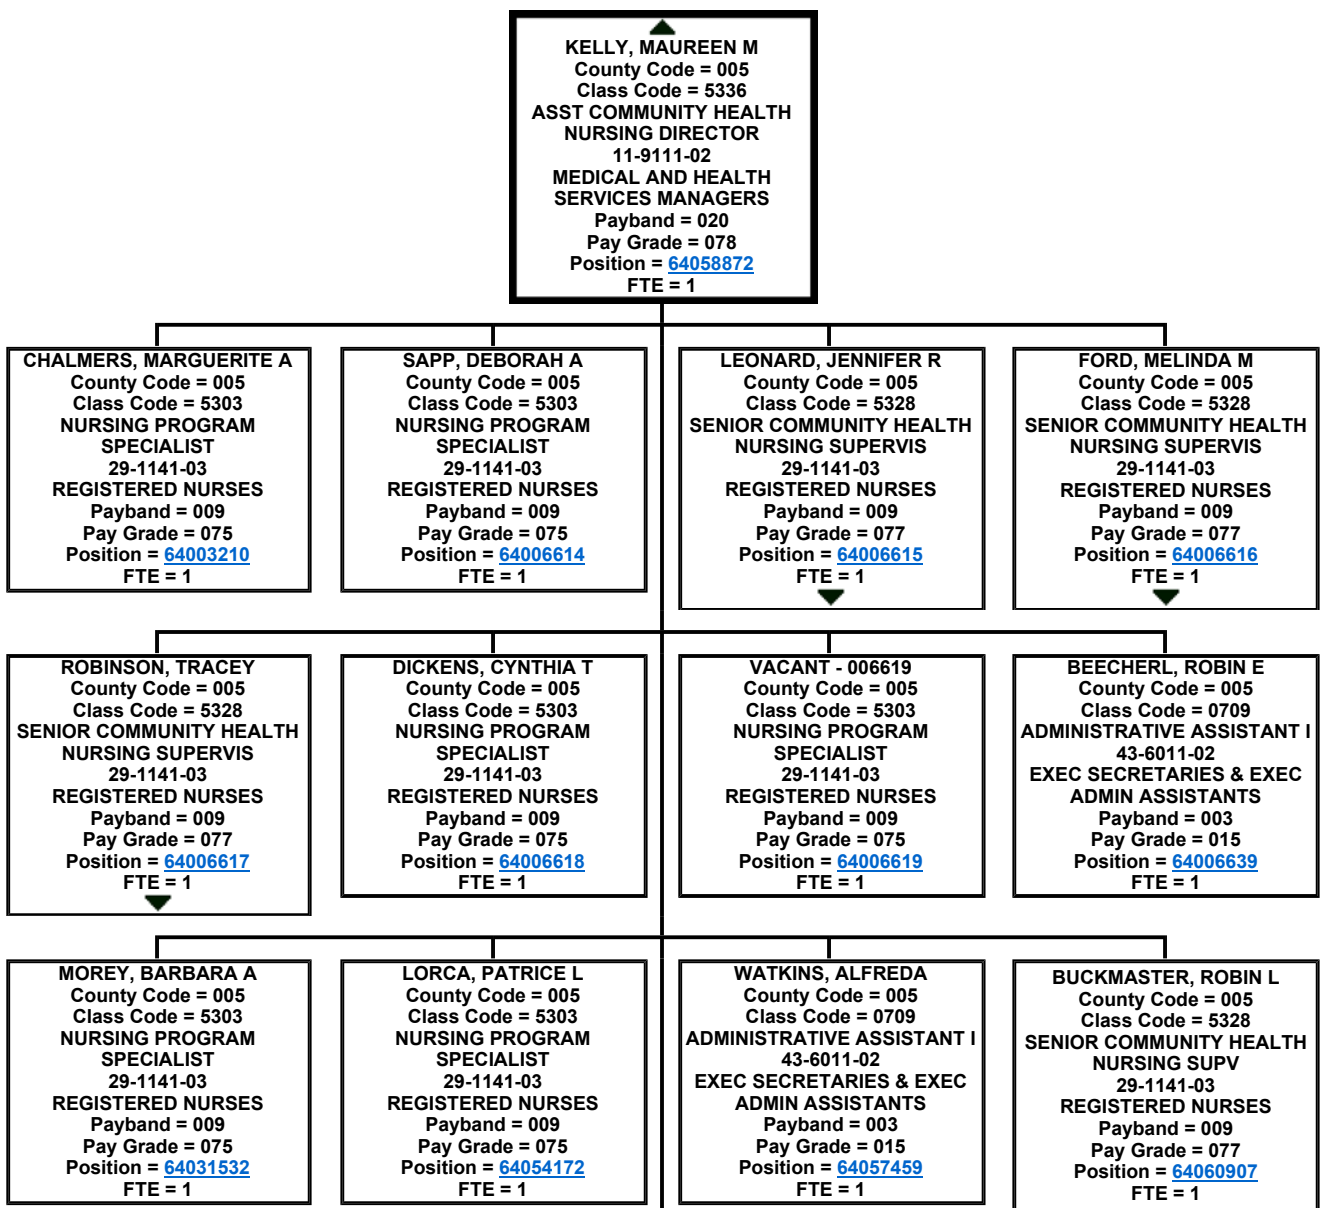 KELLY, MAUREEN M
County Code = 005
Class Code = 5336
ASST COMMUNITY HEALTH
NURSING DIRECTOR
11-9111-02
MEDICAL AND HEALTH
SERVICES MANAGERS
Payband = 020
Pay Grade = 078
Position = 64058872
FTE = 1
CHALMERS, MARGUERITE A
County Code = 005
Class Code = 5303
NURSING PROGRAM
SPECIALIST
29-1141-03
REGISTERED NURSES
Payband = 009
Pay Grade = 075
Position = 64003210
FTE = 1
SAPP, DEBORAH A
County Code = 005
Class Code = 5303
NURSING PROGRAM
SPECIALIST
29-1141-03
REGISTERED NURSES
Payband = 009
Pay Grade = 075
Position = 64006614
FTE = 1
LEONARD, JENNIFER R
County Code = 005
Class Code = 5328
SENIOR COMMUNITY HEALTH
NURSING SUPERVIS
29-1141-03
REGISTERED NURSES
Payband = 009
Pay Grade = 077
Position = 64006615
FTE = 1
FORD, MELINDA M
County Code = 005
Class Code = 5328
SENIOR COMMUNITY HEALTH
NURSING SUPERVIS
29-1141-03
REGISTERED NURSES
Payband = 009
Pay Grade = 077
Position = 64006616
FTE = 1
ROBINSON, TRACEY
County Code = 005
Class Code = 5328
SENIOR COMMUNITY HEALTH
NURSING SUPERVIS
29-1141-03
REGISTERED NURSES
Payband = 009
Pay Grade = 077
Position = 64006617
FTE = 1
DICKENS, CYNTHIA T
County Code = 005
Class Code = 5303
NURSING PROGRAM
SPECIALIST
29-1141-03
REGISTERED NURSES
Payband = 009
Pay Grade = 075
Position = 64006618
FTE = 1
VACANT - 006619
County Code = 005
Class Code = 5303
NURSING PROGRAM
SPECIALIST
29-1141-03
REGISTERED NURSES
Payband = 009
Pay Grade = 075
Position = 64006619
FTE = 1
BEECHERL, ROBIN E
County Code = 005
Class Code = 0709
ADMINISTRATIVE ASSISTANT I
43-6011-02
EXEC SECRETARIES & EXEC
ADMIN ASSISTANTS
Payband = 003
Pay Grade = 015
Position = 64006639
FTE = 1
MOREY, BARBARA A
County Code = 005
Class Code = 5303
NURSING PROGRAM
SPECIALIST
29-1141-03
REGISTERED NURSES
Payband = 009
Pay Grade = 075
Position = 64031532
FTE = 1
LORCA, PATRICE L
County Code = 005
Class Code = 5303
NURSING PROGRAM
SPECIALIST
29-1141-03
REGISTERED NURSES
Payband = 009
Pay Grade = 075
Position = 64054172
FTE = 1
WATKINS, ALFREDA
County Code = 005
Class Code = 0709
ADMINISTRATIVE ASSISTANT I
43-6011-02
EXEC SECRETARIES & EXEC
ADMIN ASSISTANTS
Payband = 003
Pay Grade = 015
Position = 64057459
FTE = 1
BUCKMASTER, ROBIN L
County Code = 005
Class Code = 5328
SENIOR COMMUNITY HEALTH
NURSING SUPV
29-1141-03
REGISTERED NURSES
Payband = 009
Pay Grade = 077
Position = 64060907
FTE = 1